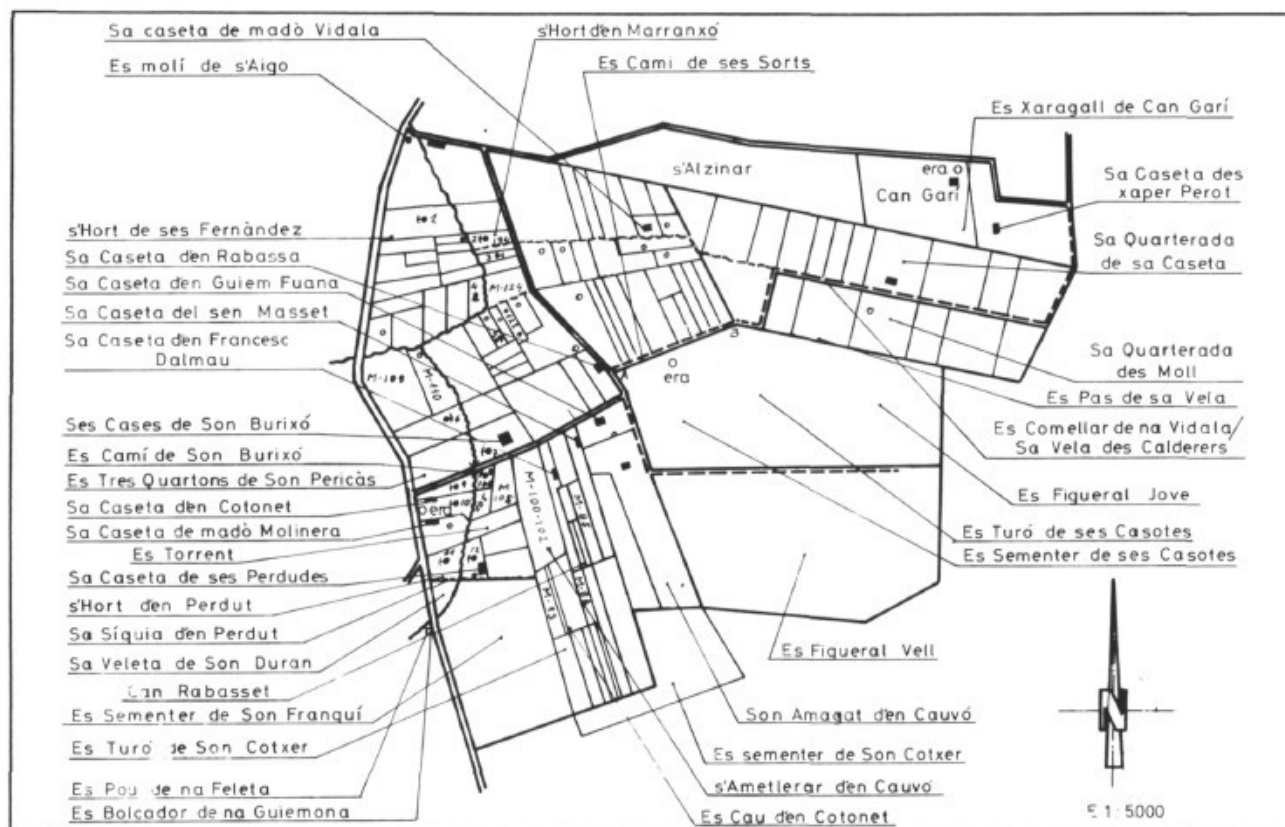 Sa caseta de madò Vidala
Es molí de s'Aigo
s'Hort d'en Marranxó
Es Cami de ses Sorts
Es Xaragall de Can Garí
s'Alzinar
era
Can Garí
Sa Caseta des
xaper Perot
Sa Quarterada
de sa Caseta
s'Hort de ses Fernàndez
Sa Caseta d'en Rabassa
Sa Caseta d'en Guiem Fuana
Sa Caseta del sen Masset
Sa Caseta d'en Francesc
Dalmau
M-124
M-109
M-110
A
B
era
Sa Quarterada
des Moll
Es Pas de sa Vela
Es Comellar de na Vidala/
Sa Vela des Calderers
Es Figueral Jove
Es Turó de ses Casotes
Es Sementer de ses Casotes
Ses Cases de Son Burixó
Es Camí de Son Burixó
Es Tres Quartons de Son Pericàs
Sa Caseta d'en Cotonet
Sa Caseta de madò Molinera
Es Torrent
Sa Caseta de ses Perdudes
s'Hort d'en Perdut
Sa Síquia d'en Perdut
Sa Veleta de Son Duran
Can Rabasset
Es Sementer de Son Franquí
Es Turó de Son Cotxer
Es Pou de na Feleta
Es Bolcador de na Guiemona
era
M-100-102
M-93
Es Figueral Vell
Son Amagat d'en Cauvó
Es sementer de Son Cotxer
s'Ametlerar d'en Cauvó
Es Cau d'en Cotonet
N
E 1: 5000